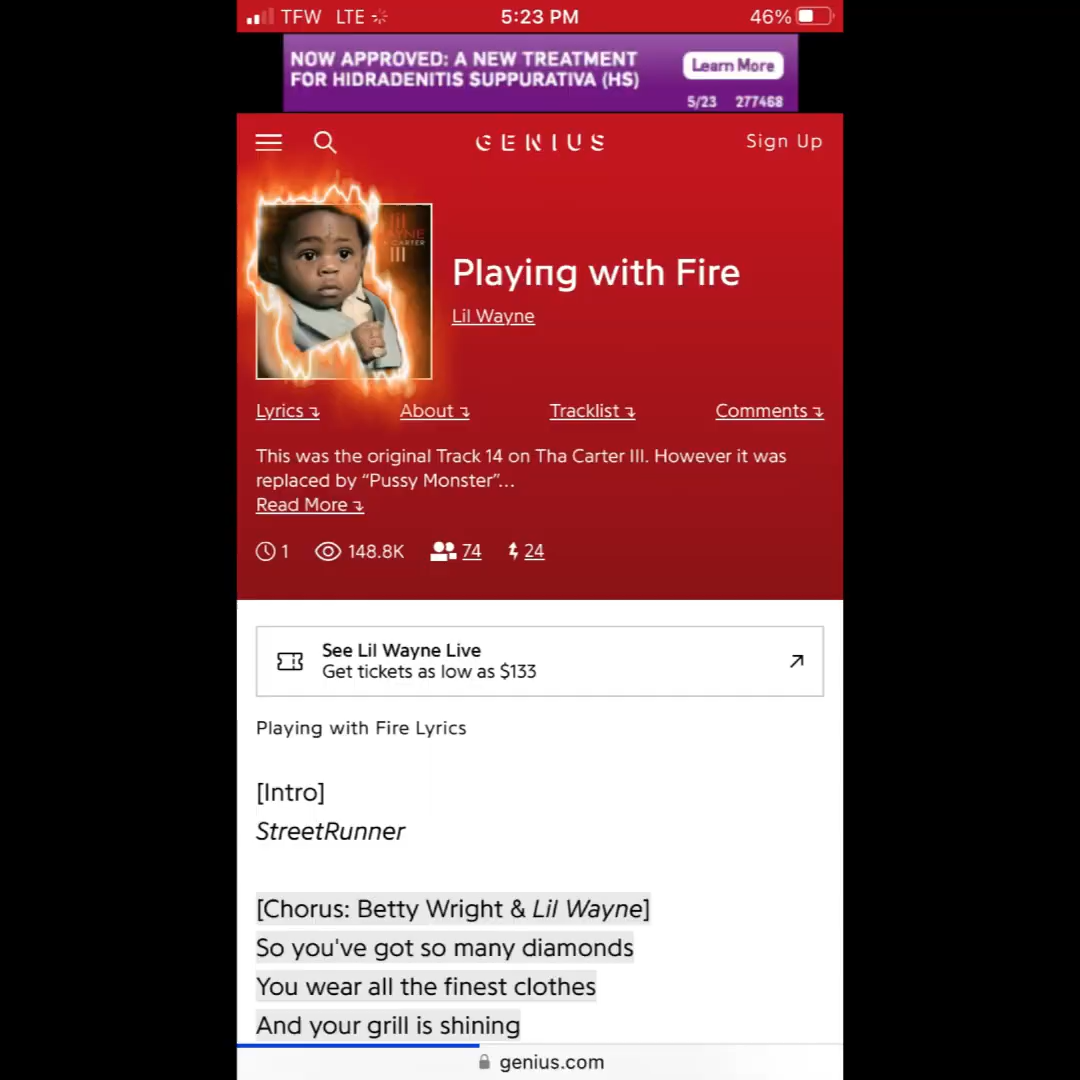 TFW LTE 5:23 PM 46%
NOW APPROVED: A NEW TREATMENT
FOR HIDRADENITIS SUPPURATIVA (HS)
Learn More
5/23 277468
GENIUS Sign Up
lil
WAYNE
CARTER
III
Playing with Fire
Lil Wayne
Lyrics About Tracklist Comments
This was the original Track 14 on Tha Carter III. However it was
replaced by “Pussy Monster”...
Read More
1 148.8K 74 24
See Lil Wayne Live
Get tickets as low as $133
Playing with Fire Lyrics
[Intro]
StreetRunner
[Chorus: Betty Wright & Lil Wayne]
So you've got so many diamonds
You wear all the finest clothes
And your grill is shining
genius.com